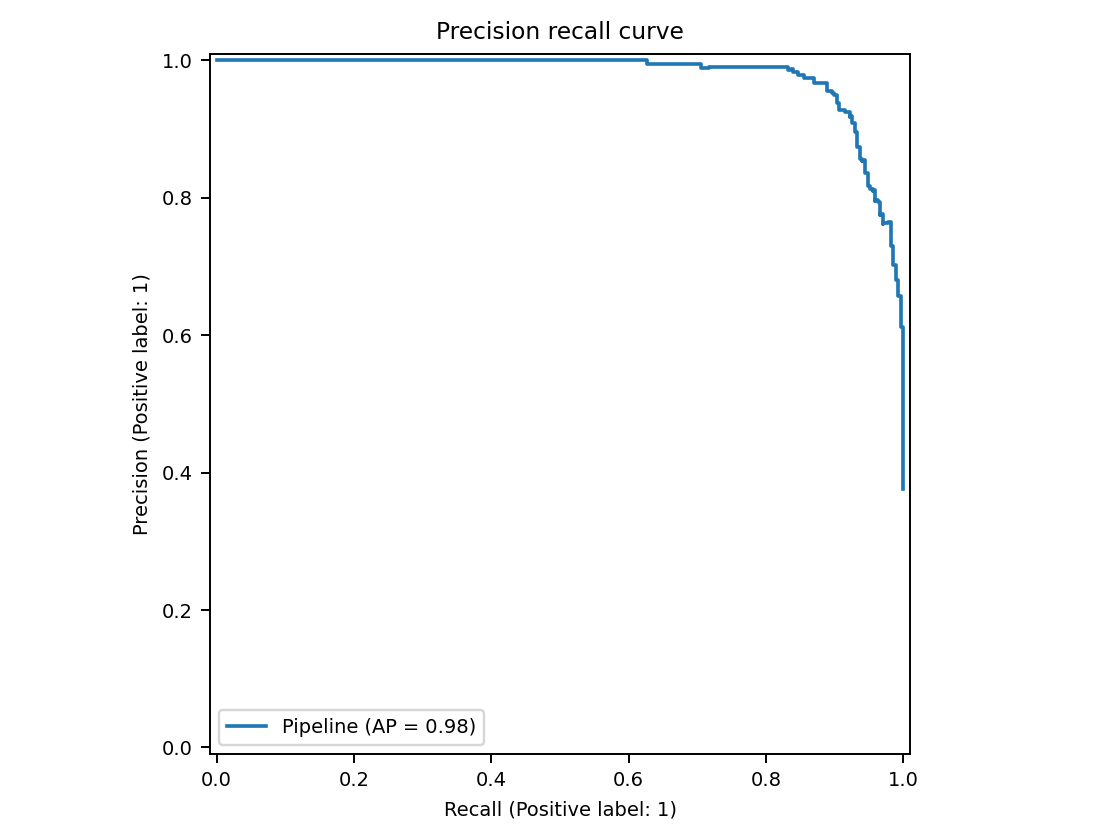 Precision recall curve
1.0
0.8
0.6
0.4
0.2
0.0
Precision (Positive label: 1)
Pipeline (AP = 0.98)
0.0 0.2 0.4 0.6 0.8 1.0
Recall (Positive label: 1)